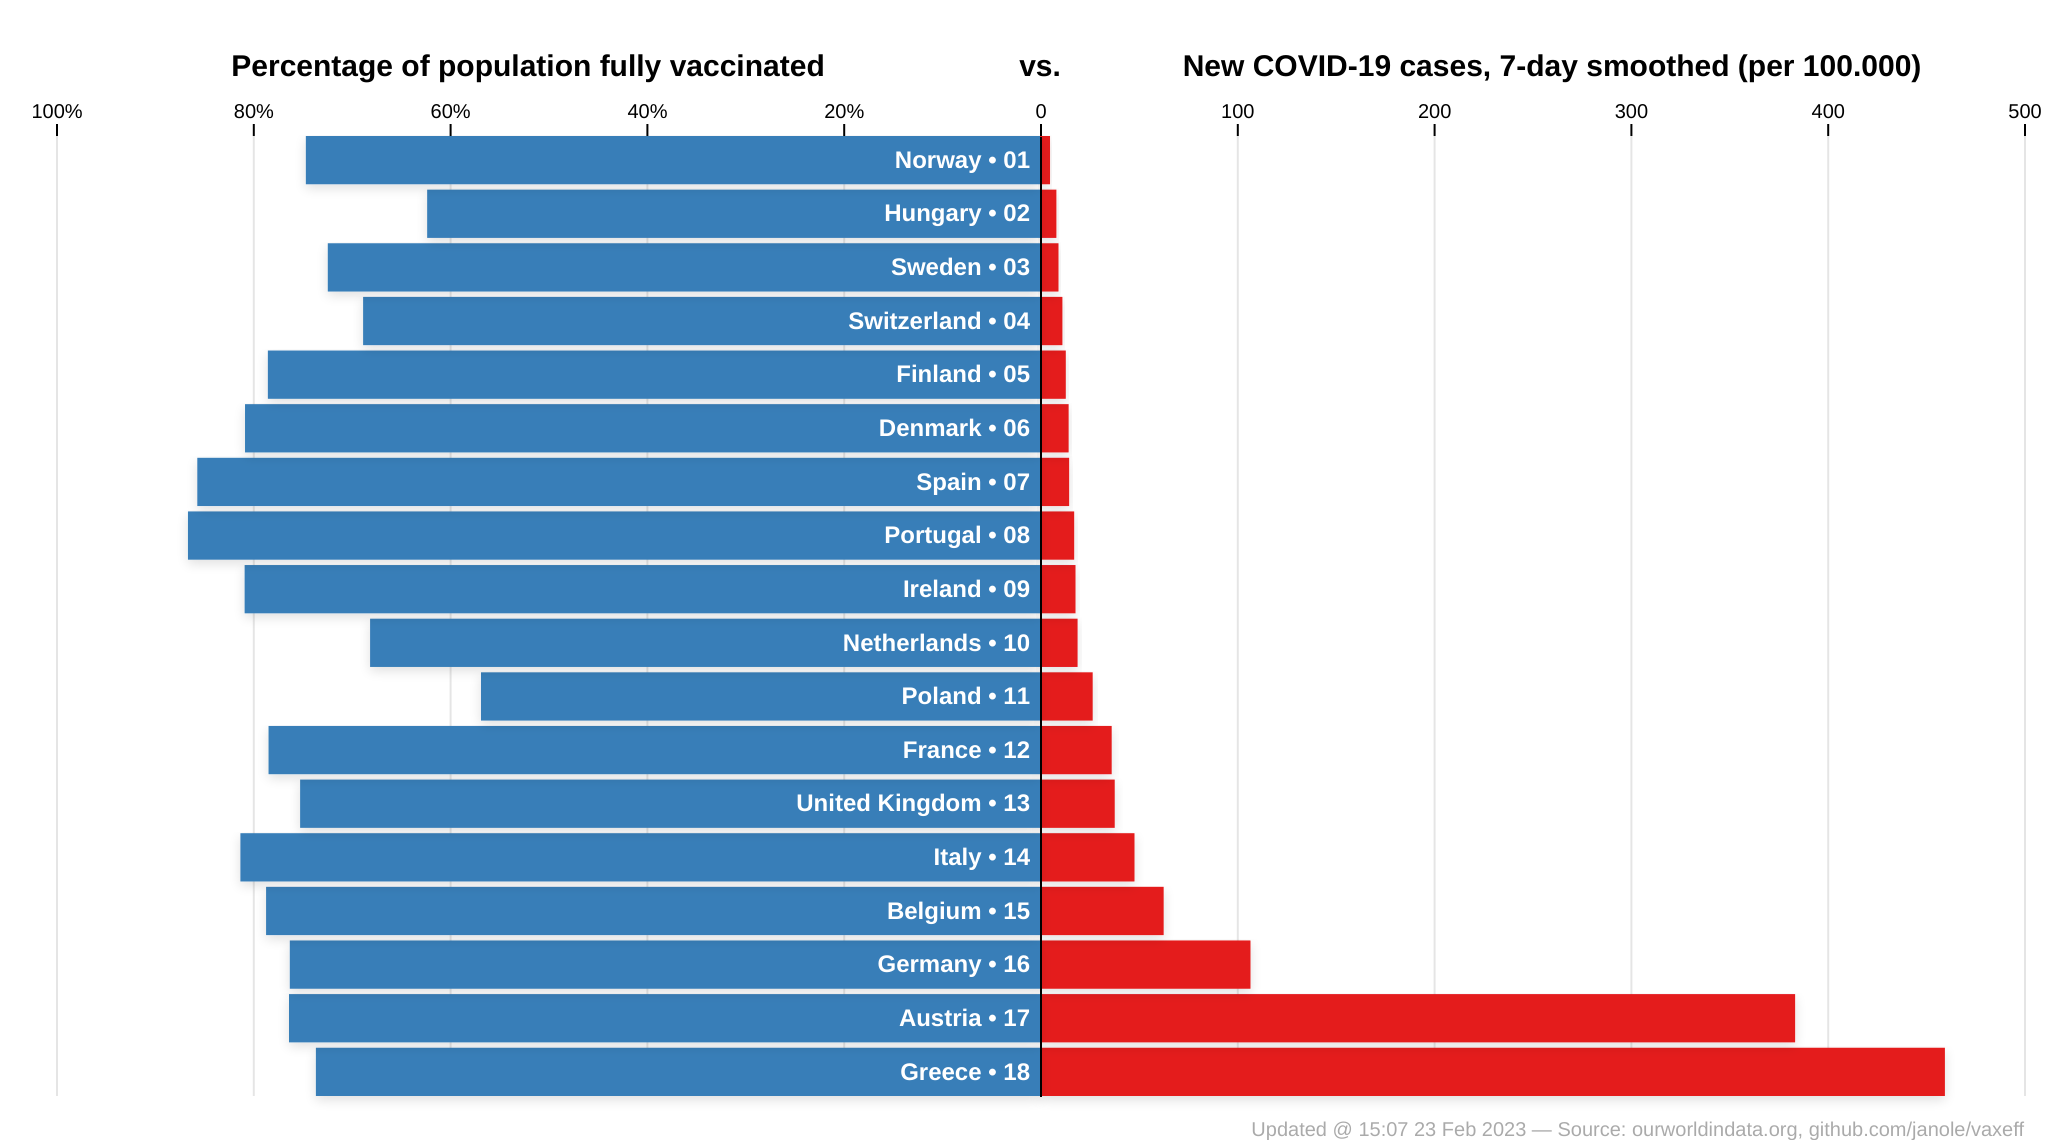 Percentage of population fully vaccinated vs. New COVID-19 cases, 7-day smoothed (per 100.000)
100% 80% 60% 40% 20% 0 100 200 300 400 500
Norway • 01
Hungary • 02
Sweden • 03
Switzerland • 04
Finland • 05
Denmark • 06
Spain • 07
Portugal • 08
Ireland • 09
Netherlands • 10
Poland • 11
France • 12
United Kingdom • 13
Italy • 14
Belgium • 15
Germany • 16
Austria • 17
Greece • 18
Updated @ 15:07 23 Feb 2023 — Source: ourworldindata.org, github.com/janole/vaxeff